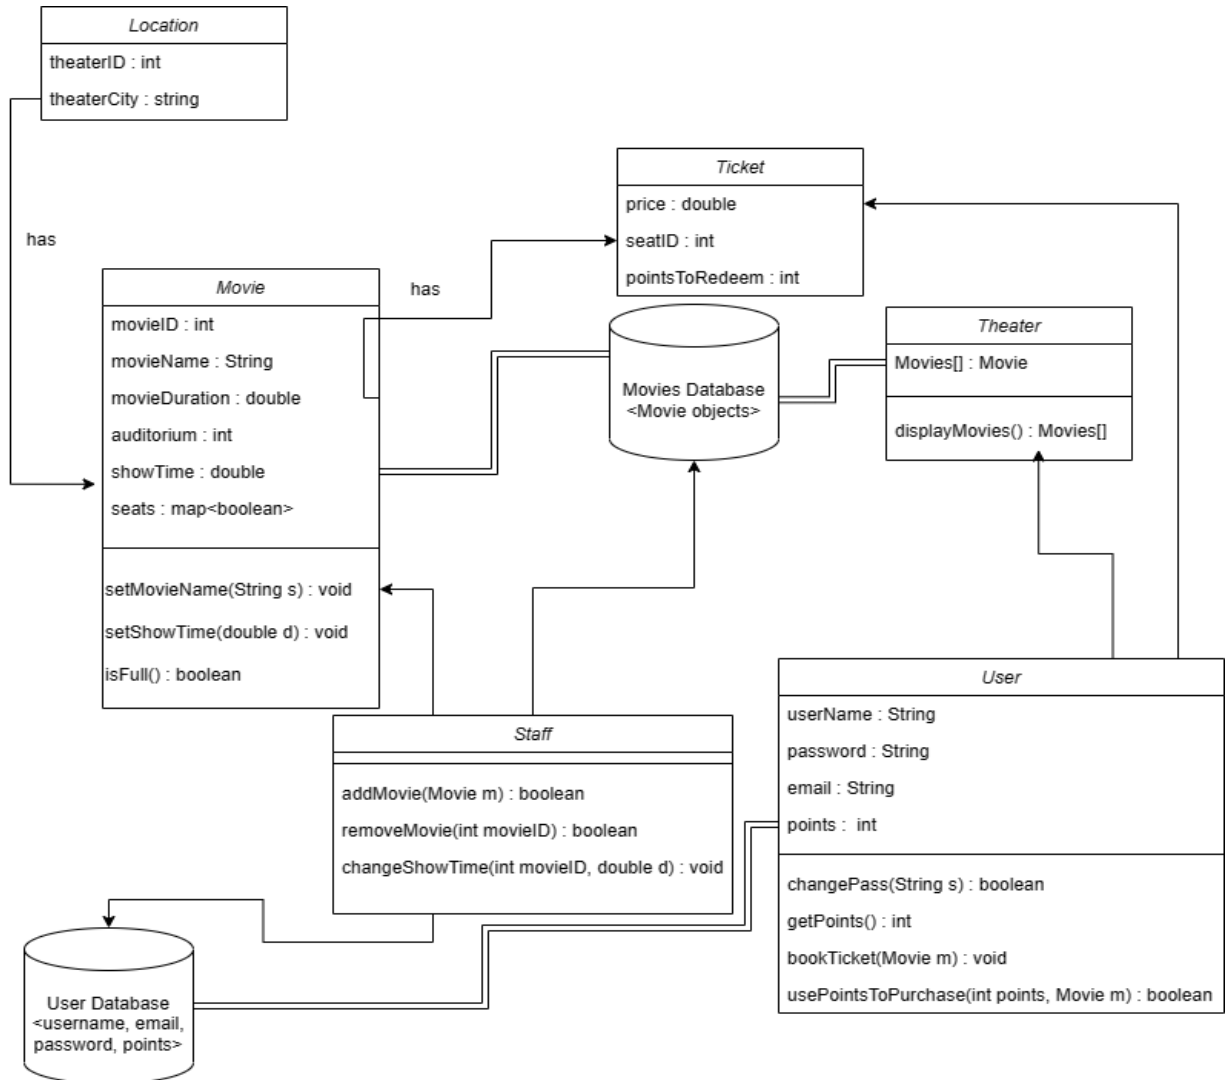 Location
theaterID : int
theaterCity : string
has
Ticket
price : double
seatID : int
pointsToRedeem : int
has
Movie
movieID : int
movieName : String
movieDuration : double
auditorium : int
showTime : double
seats : map<boolean>
setMovieName(String s) : void
setShowTime(double d) : void
isFull() : boolean
Movies Database
<Movie objects>
Theater
Movies[] : Movie
displayMovies() : Movies[]
Staff
addMovie(Movie m) : boolean
removeMovie(int movieID) : boolean
changeShowTime(int movieID, double d) : void
User
userName : String
password : String
email : String
points :  int
changePass(String s) : boolean
getPoints() : int
bookTicket(Movie m) : void
usePointsToPurchase(int points, Movie m) : boolean
User Database
<username, email,
password, points>